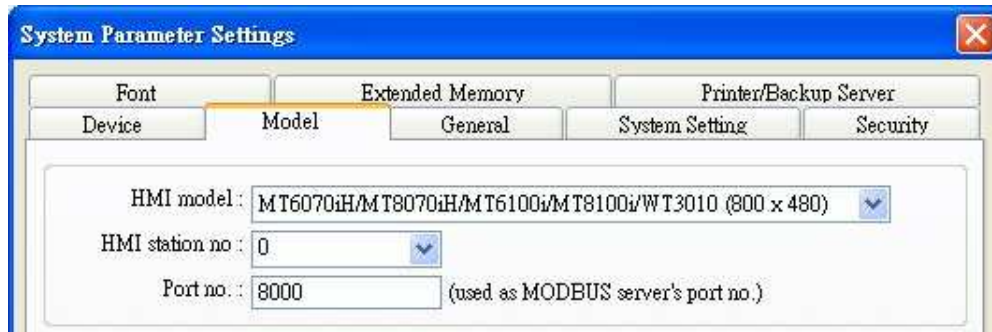 System Parameter Settings
Font Extended Memory Printer/Backup Server
Device Model General System Setting Security
HMI model : MT6070iH/MT8070iH/MT6100i/MT8100i/WT3010 (800 x 480)
HMI station no : 0
Port no. : 8000 (used as MODBUS server's port no.)